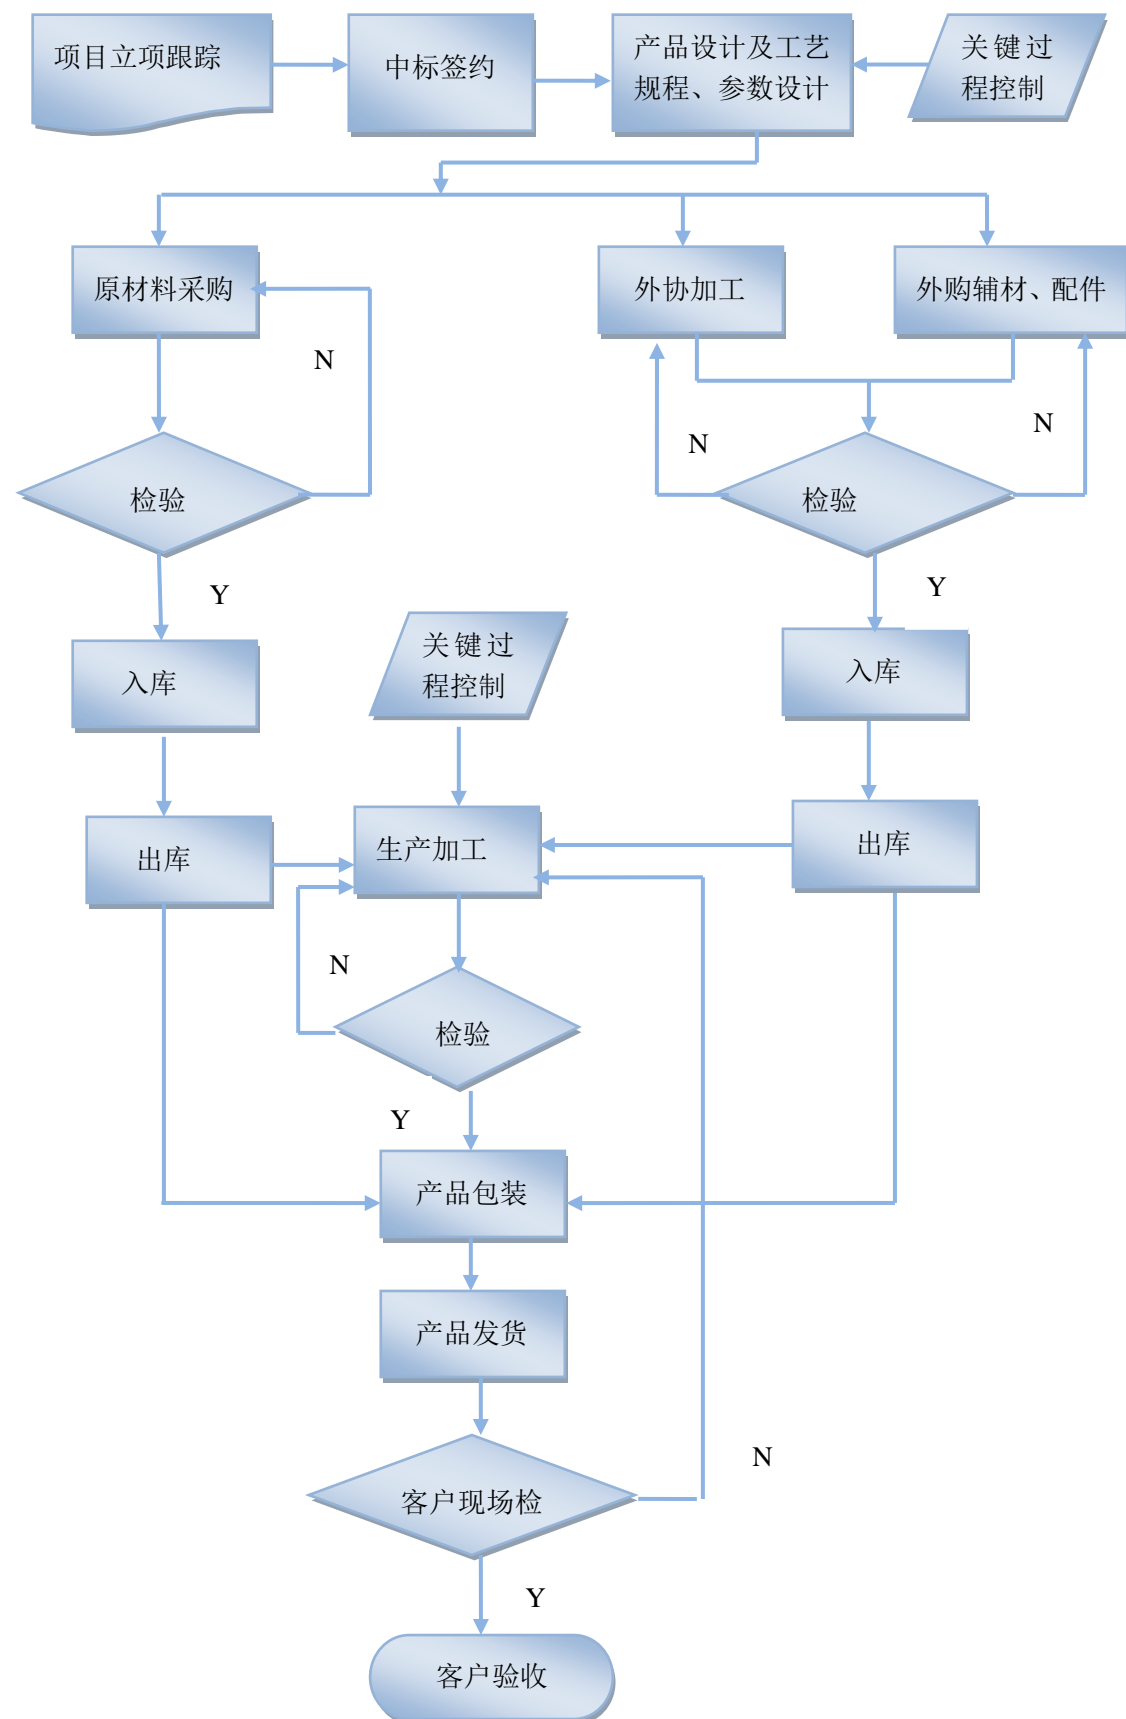 项目立项跟踪
中标签约
产品设计及工艺
规程、参数设计
关键过
程控制
原材料采购
外协加工
外购辅材、配件
N
N
N
检验
检验
Y
Y
入库
关键过
程控制
入库
出库
生产加工
出库
N
检验
Y
产品包装
产品发货
N
客户现场检
Y
客户验收